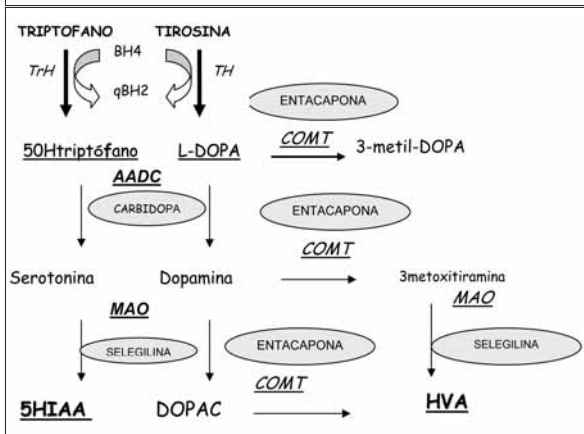 TRIPTOFANO TIROSINA
BH4
TrH TH
qBH2
ENTACAPONA
50Htriptófano L-DOPA COMT 3-metil-DOPA
AADC
CARBIDOPA ENTACAPONA
COMT
Serotonina Dopamina 3metoxitiramina
MAO MAO
SELEGILINA ENTACAPONA SELEGILINA
COMT
5HIAA DOPAC HVA